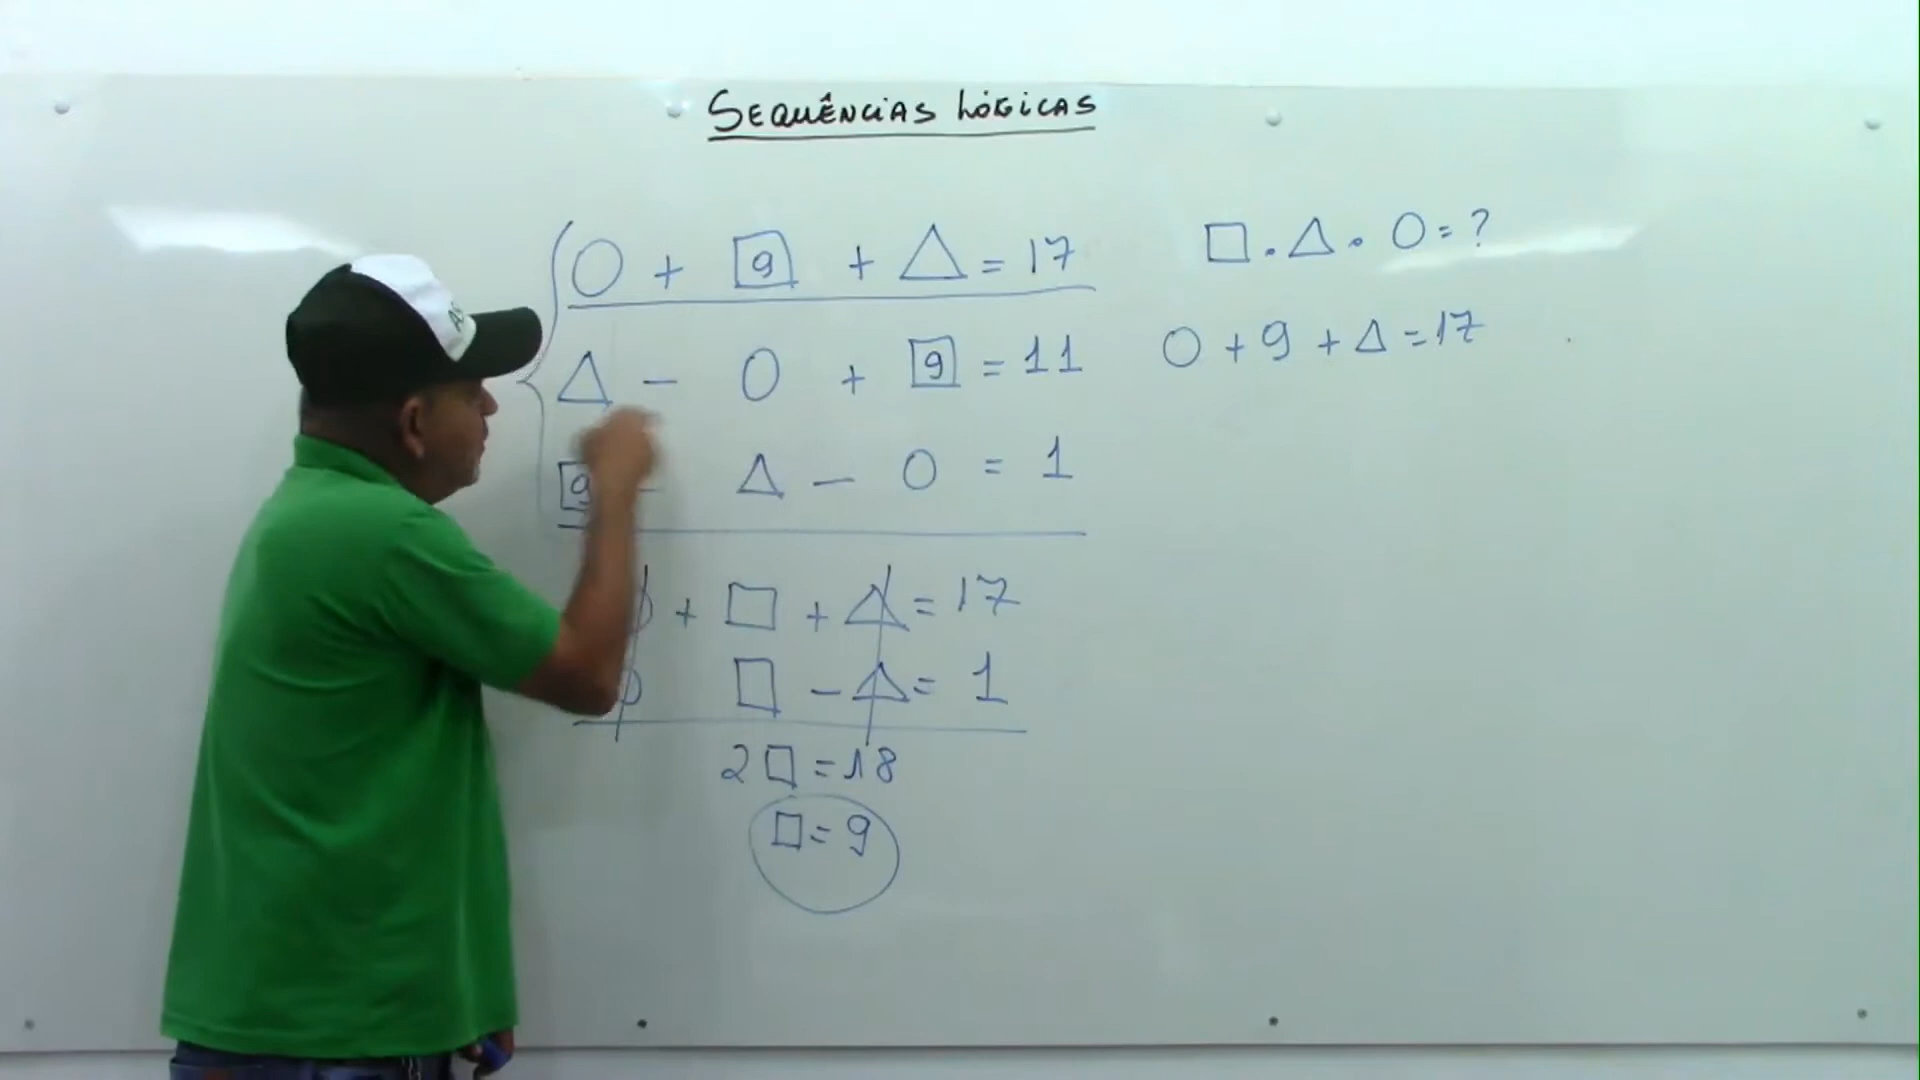 SEQUÊNCIAS LÓGICAS
○ + 9 + △ = 17
△ - ○ + 9 = 11
9 - △ - ○ = 1
+ □ + △ = 17
□ - △ = 1
2□ = 18
□ = 9
□ . △ . ○ = ?
○ + 9 + △ = 17